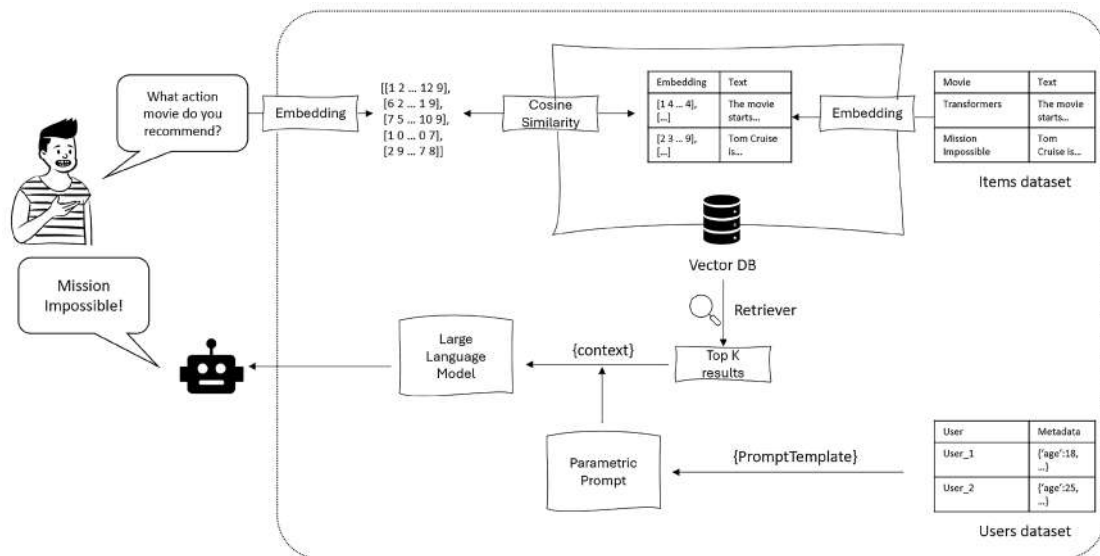 What action
movie do you
recommend?
Embedding
[[1 2 ... 12 9],
[6 2 ... 1 9],
[7 5 ... 10 9],
[1 0 ... 0 7],
[2 9 ... 7 8]]
Cosine
Similarity
Embedding Text
[1 4 ... 4], The movie
[...] starts...
[2 3 ... 9], Tom Cruise
[...] is...
Embedding
Movie Text
Transformers The movie
starts...
Mission Tom
Impossible Cruise is...
Items dataset
Vector DB
Retriever
Top K
results
{context}
Large
Language
Model
Mission
Impossible!
Parametric
Prompt
{PromptTemplate}
User Metadata
User_1 {'age':18,
...}
User_2 {'age':25,
...}
Users dataset